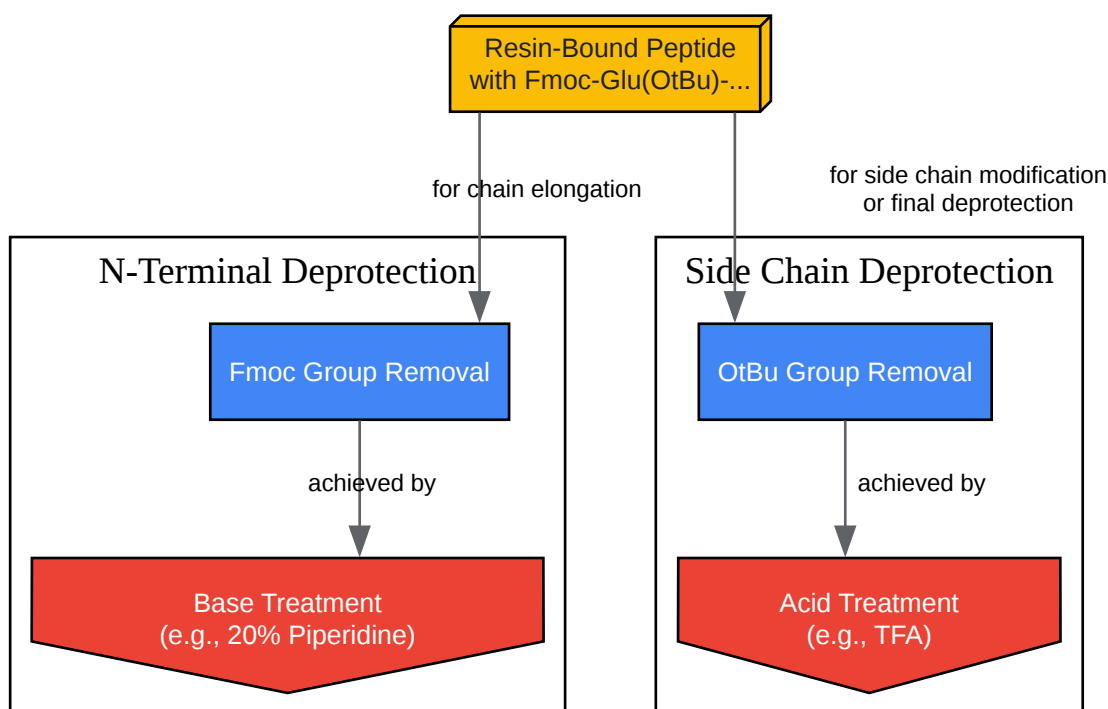 Resin-Bound Peptide
with Fmoc-Glu(OtBu)-...
for chain elongation
for side chain modification
or final deprotection
N-Terminal Deprotection
Side Chain Deprotection
Fmoc Group Removal
OtBu Group Removal
achieved by
achieved by
Base Treatment
(e.g., 20% Piperidine)
Acid Treatment
(e.g., TFA)